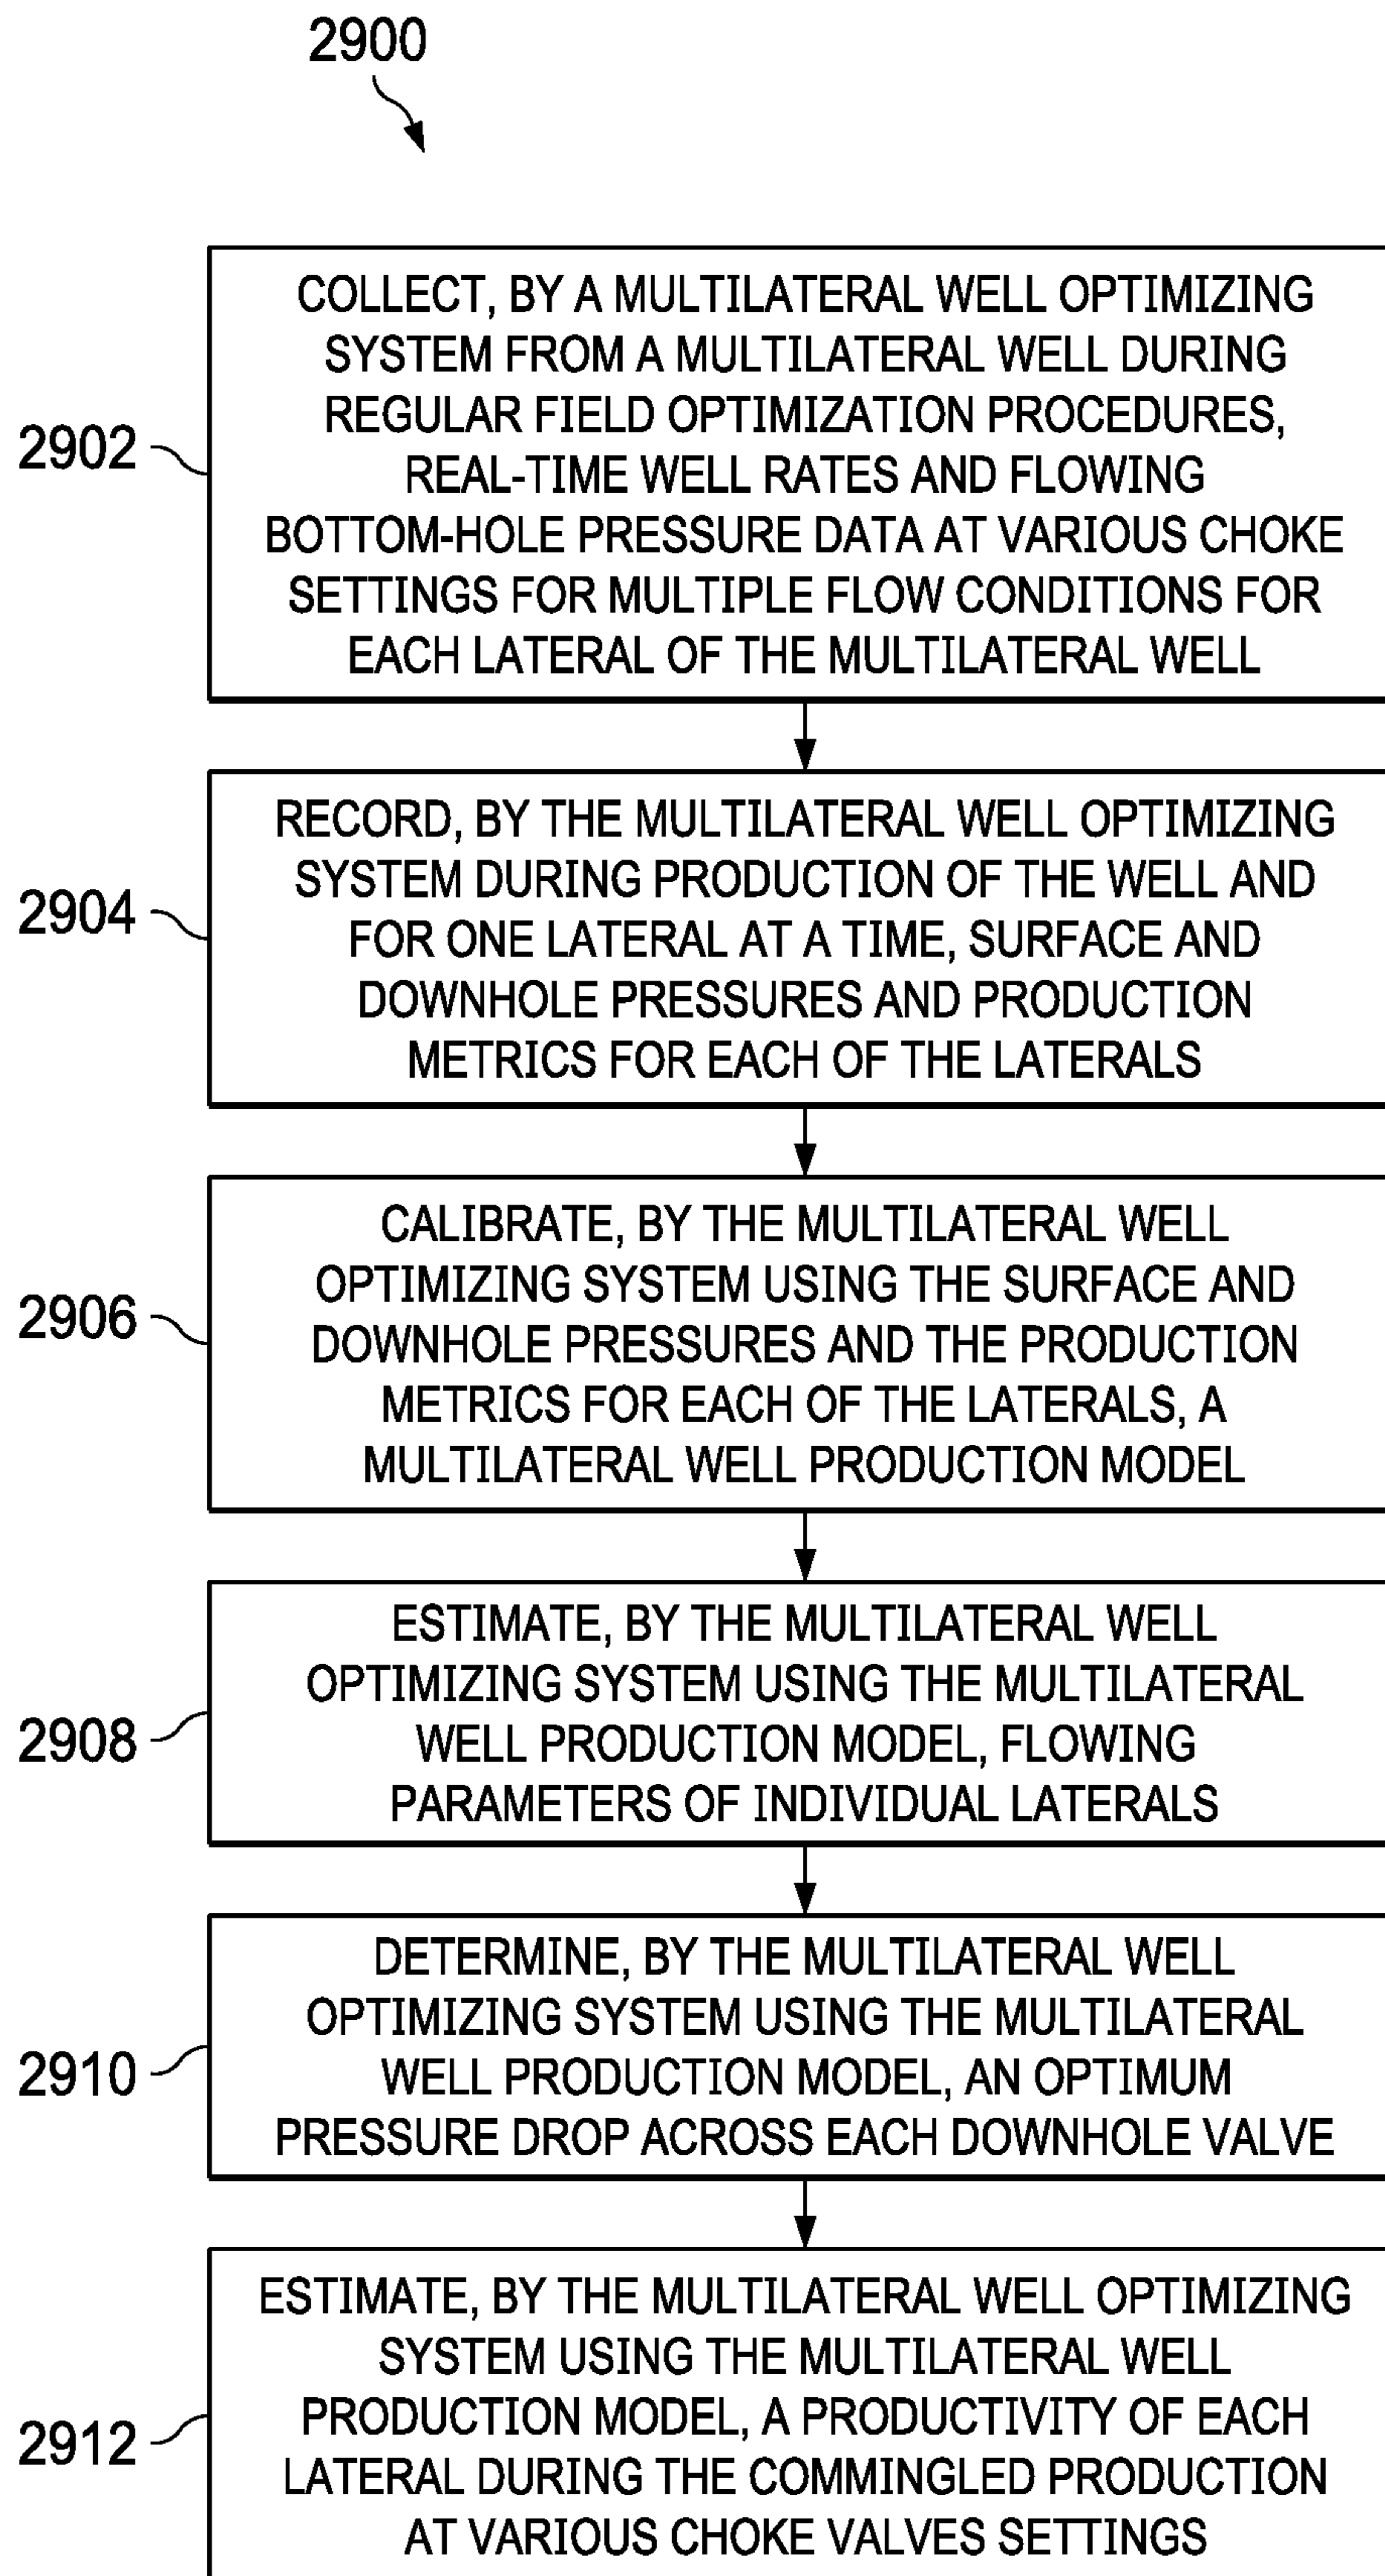 2900
2902
COLLECT, BY A MULTILATERAL WELL OPTIMIZING
SYSTEM FROM A MULTILATERAL WELL DURING
REGULAR FIELD OPTIMIZATION PROCEDURES,
REAL-TIME WELL RATES AND FLOWING
BOTTOM-HOLE PRESSURE DATA AT VARIOUS CHOKE
SETTINGS FOR MULTIPLE FLOW CONDITIONS FOR
EACH LATERAL OF THE MULTILATERAL WELL
2904
RECORD, BY THE MULTILATERAL WELL OPTIMIZING
SYSTEM DURING PRODUCTION OF THE WELL AND
FOR ONE LATERAL AT A TIME, SURFACE AND
DOWNHOLE PRESSURES AND PRODUCTION
METRICS FOR EACH OF THE LATERALS
2906
CALIBRATE, BY THE MULTILATERAL WELL
OPTIMIZING SYSTEM USING THE SURFACE AND
DOWNHOLE PRESSURES AND THE PRODUCTION
METRICS FOR EACH OF THE LATERALS, A
MULTILATERAL WELL PRODUCTION MODEL
2908
ESTIMATE, BY THE MULTILATERAL WELL
OPTIMIZING SYSTEM USING THE MULTILATERAL
WELL PRODUCTION MODEL, FLOWING
PARAMETERS OF INDIVIDUAL LATERALS
2910
DETERMINE, BY THE MULTILATERAL WELL
OPTIMIZING SYSTEM USING THE MULTILATERAL
WELL PRODUCTION MODEL, AN OPTIMUM
PRESSURE DROP ACROSS EACH DOWNHOLE VALVE
2912
ESTIMATE, BY THE MULTILATERAL WELL OPTIMIZING
SYSTEM USING THE MULTILATERAL WELL
PRODUCTION MODEL, A PRODUCTIVITY OF EACH
LATERAL DURING THE COMMINGLED PRODUCTION
AT VARIOUS CHOKE VALVES SETTINGS